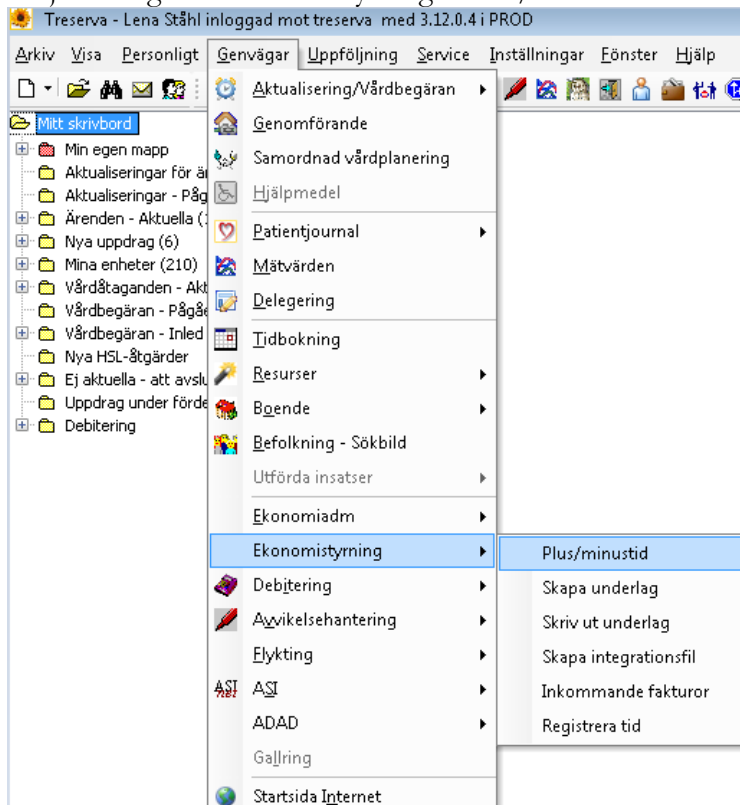 Treserva - Lena Ståhl inloggad mot treserva med 3.12.0.4 i PROD
Arkiv Visa Personligt Genvägar Uppföljning Service Inställningar Fönster Hjälp
Mitt skrivbord
Min egen mapp
Aktualiseringar för är
Aktualiseringar - Påg
Ärenden - Aktuella (
Nya uppdrag (6)
Mina enheter (210)
Vårdåtaganden - Akt
Vårdbegäran - Pågåe
Vårdbegäran - Inled
Nya HSL-åtgärder
Ej aktuella - att avslu
Uppdrag under förde
Debitering
Aktualisering/Vårdbegäran
Genomförande
Samordnad vårdplanering
Hjälpmedel
Patientjournal
Mätvärden
Delegering
Tidbokning
Resurser
Boende
Befolkning - Sökbild
Utförda insatser
Ekonomiadm
Ekonomistyrning
Debitering
Avvikelsehantering
Flykting
ASI ASI
ADAD
Gallring
Startsida Internet
Plus/minustid
Skapa underlag
Skriv ut underlag
Skapa integrationsfil
Inkommande fakturor
Registrera tid